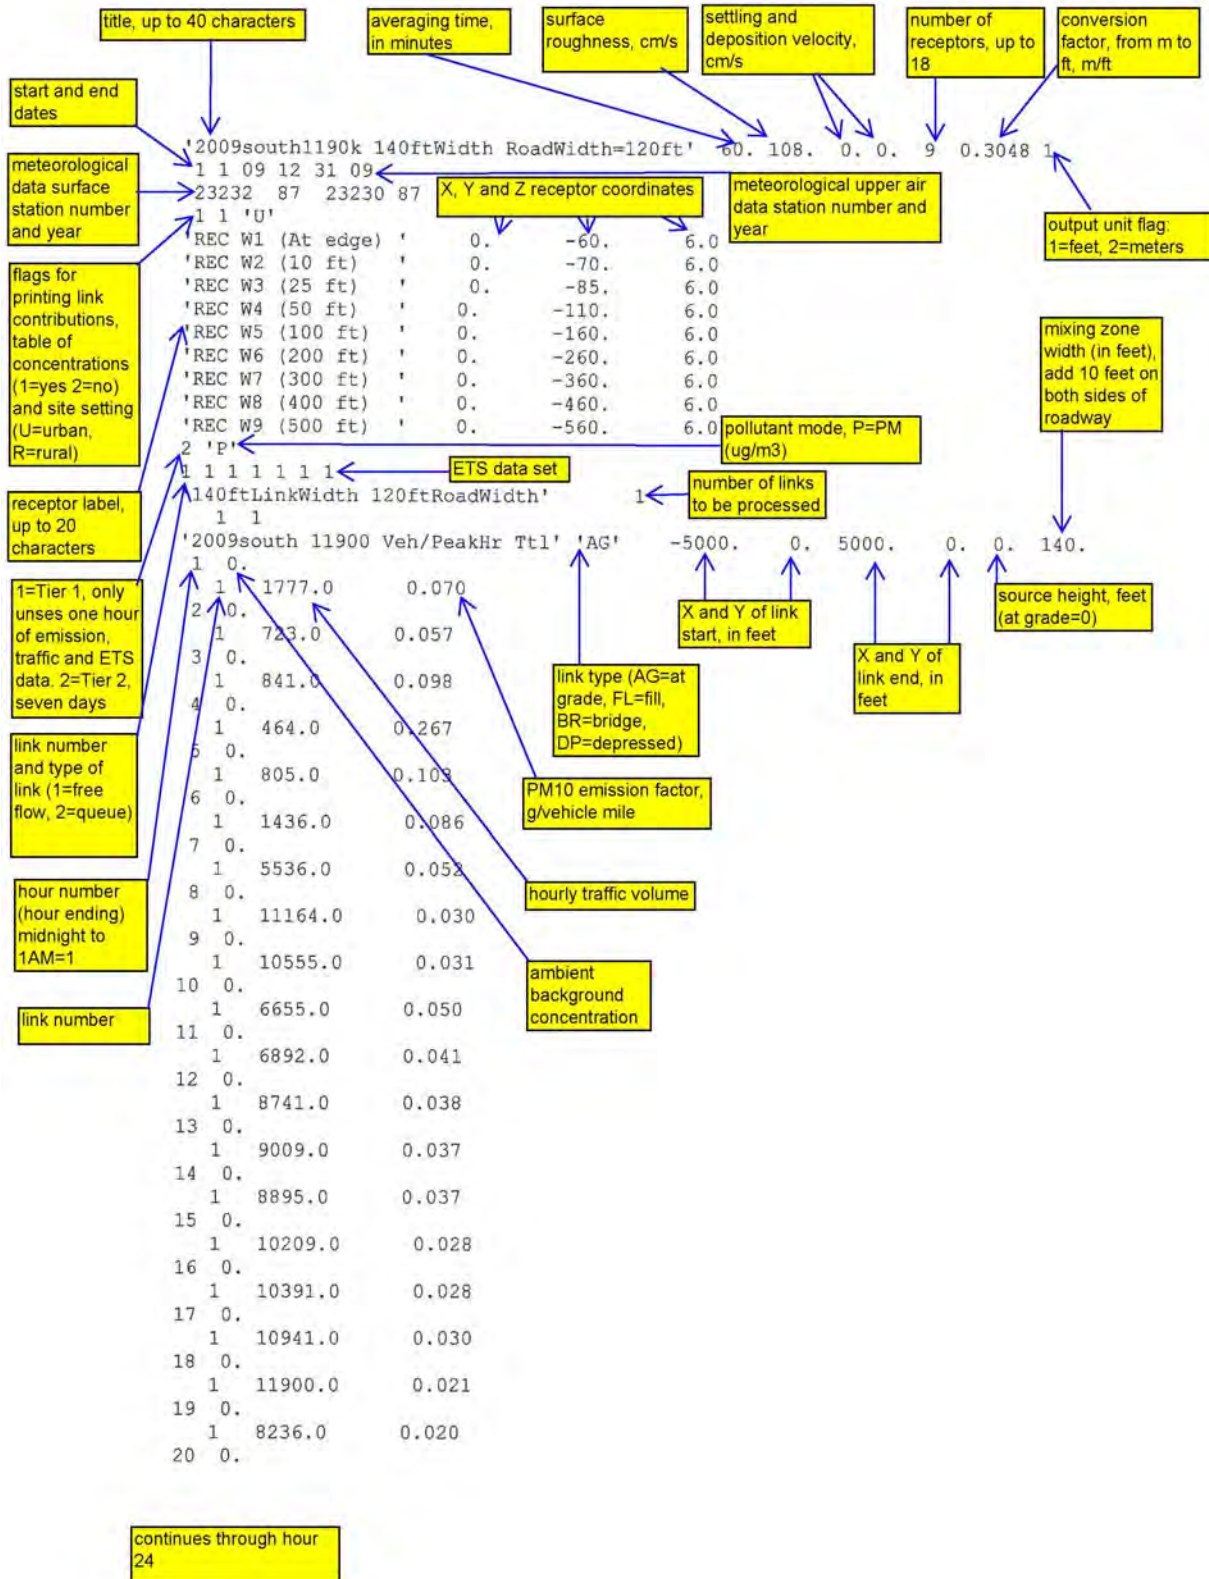 title, up to 40 characters
averaging time,
in minutes
surface
roughness, cm/s
settling and
deposition velocity,
cm/s
number of
receptors, up to
18
conversion
factor, from m to
ft, m/ft
start and end
dates
'2009south1190k 140ftWidth RoadWidth=120ft' 60. 108. 0. 0. 9 0.3048 1
1 1 09 12 31 09
meteorological
data surface
station number
and year
23232 87 23230 87
X, Y and Z receptor coordinates
meteorological upper air
data station number and
year
output unit flag:
1=feet, 2=meters
1 1 'U'
'REC W1 (At edge) ' 0. -60. 6.0
'REC W2 (10 ft) ' 0. -70. 6.0
'REC W3 (25 ft) ' 0. -85. 6.0
'REC W4 (50 ft) ' 0. -110. 6.0
'REC W5 (100 ft) ' 0. -160. 6.0
'REC W6 (200 ft) ' 0. -260. 6.0
'REC W7 (300 ft) ' 0. -360. 6.0
'REC W8 (400 ft) ' 0. -460. 6.0
'REC W9 (500 ft) ' 0. -560. 6.0
flags for
printing link
contributions,
table of
concentrations
(1=yes 2=no)
and site setting
(U=urban,
R=rural)
mixing zone
width (in feet),
add 10 feet on
both sides of
roadway
2 'P'
pollutant mode, P=PM
(ug/m3)
1 1 1 1 1 1 1
ETS data set
number of links
to be processed
receptor label,
up to 20
characters
'140ftLinkWidth 120ftRoadWidth' 1
1 1
'2009south 11900 Veh/PeakHr Ttl' 'AG' -5000. 0. 5000. 0. 0. 140.
1 0.
1 1777.0 0.070
2 0.
1 723.0 0.057
3 0.
1 841.0 0.098
4 0.
1 464.0 0.267
5 0.
1 805.0 0.103
6 0.
1 1436.0 0.086
7 0.
1 5536.0 0.052
8 0.
1 11164.0 0.030
9 0.
1 10555.0 0.031
10 0.
1 6655.0 0.050
11 0.
1 6892.0 0.041
12 0.
1 8741.0 0.038
13 0.
1 9009.0 0.037
14 0.
1 8895.0 0.037
15 0.
1 10209.0 0.028
16 0.
1 10391.0 0.028
17 0.
1 10941.0 0.030
18 0.
1 11900.0 0.021
19 0.
1 8236.0 0.020
20 0.
1=Tier 1, only
unses one hour
of emission,
traffic and ETS
data. 2=Tier 2,
seven days
link number
and type of
link (1=free
flow, 2=queue)
hour number
(hour ending)
midnight to
1AM=1
link number
link type (AG=at
grade, FL=fill,
BR=bridge,
DP=depressed)
X and Y of link
start, in feet
X and Y of
link end, in
feet
source height, feet
(at grade=0)
PM10 emission factor,
g/vehicle mile
hourly traffic volume
ambient
background
concentration
continues through hour
24